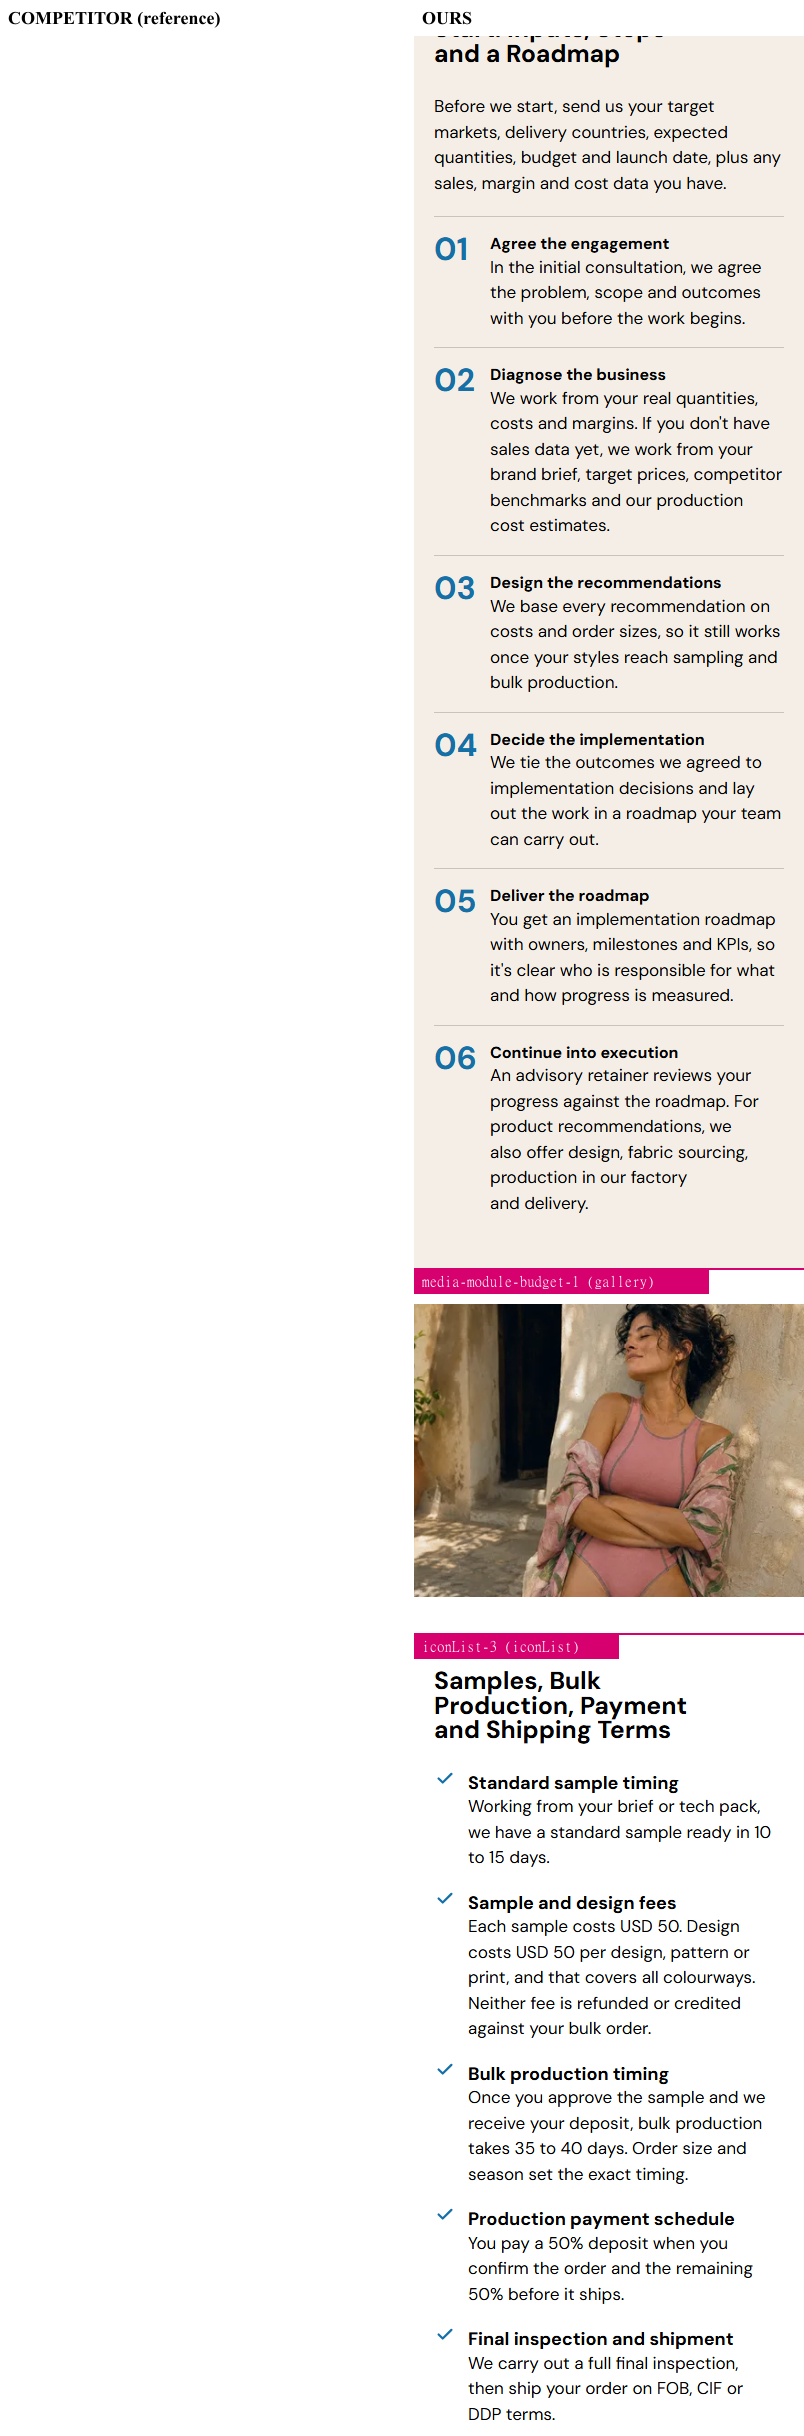 COMPETITOR (reference)
OURS
and a Roadmap
Before we start, send us your target
markets, delivery countries, expected
quantities, budget and launch date, plus any
sales, margin and cost data you have.
01
Agree the engagement
In the initial consultation, we agree
the problem, scope and outcomes
with you before the work begins.
02
Diagnose the business
We work from your real quantities,
costs and margins. If you don't have
sales data yet, we work from your
brand brief, target prices, competitor
benchmarks and our production
cost estimates.
03
Design the recommendations
We base every recommendation on
costs and order sizes, so it still works
once your styles reach sampling and
bulk production.
04
Decide the implementation
We tie the outcomes we agreed to
implementation decisions and lay
out the work in a roadmap your team
can carry out.
05
Deliver the roadmap
You get an implementation roadmap
with owners, milestones and KPIs, so
it's clear who is responsible for what
and how progress is measured.
06
Continue into execution
An advisory retainer reviews your
progress against the roadmap. For
product recommendations, we
also offer design, fabric sourcing,
production in our factory
and delivery.
media-module-budget-1 (gallery)
iconList-3 (iconList)
Samples, Bulk
Production, Payment
and Shipping Terms
Standard sample timing
Working from your brief or tech pack,
we have a standard sample ready in 10
to 15 days.
Sample and design fees
Each sample costs USD 50. Design
costs USD 50 per design, pattern or
print, and that covers all colourways.
Neither fee is refunded or credited
against your bulk order.
Bulk production timing
Once you approve the sample and we
receive your deposit, bulk production
takes 35 to 40 days. Order size and
season set the exact timing.
Production payment schedule
You pay a 50% deposit when you
confirm the order and the remaining
50% before it ships.
Final inspection and shipment
We carry out a full final inspection,
then ship your order on FOB, CIF or
DDP terms.